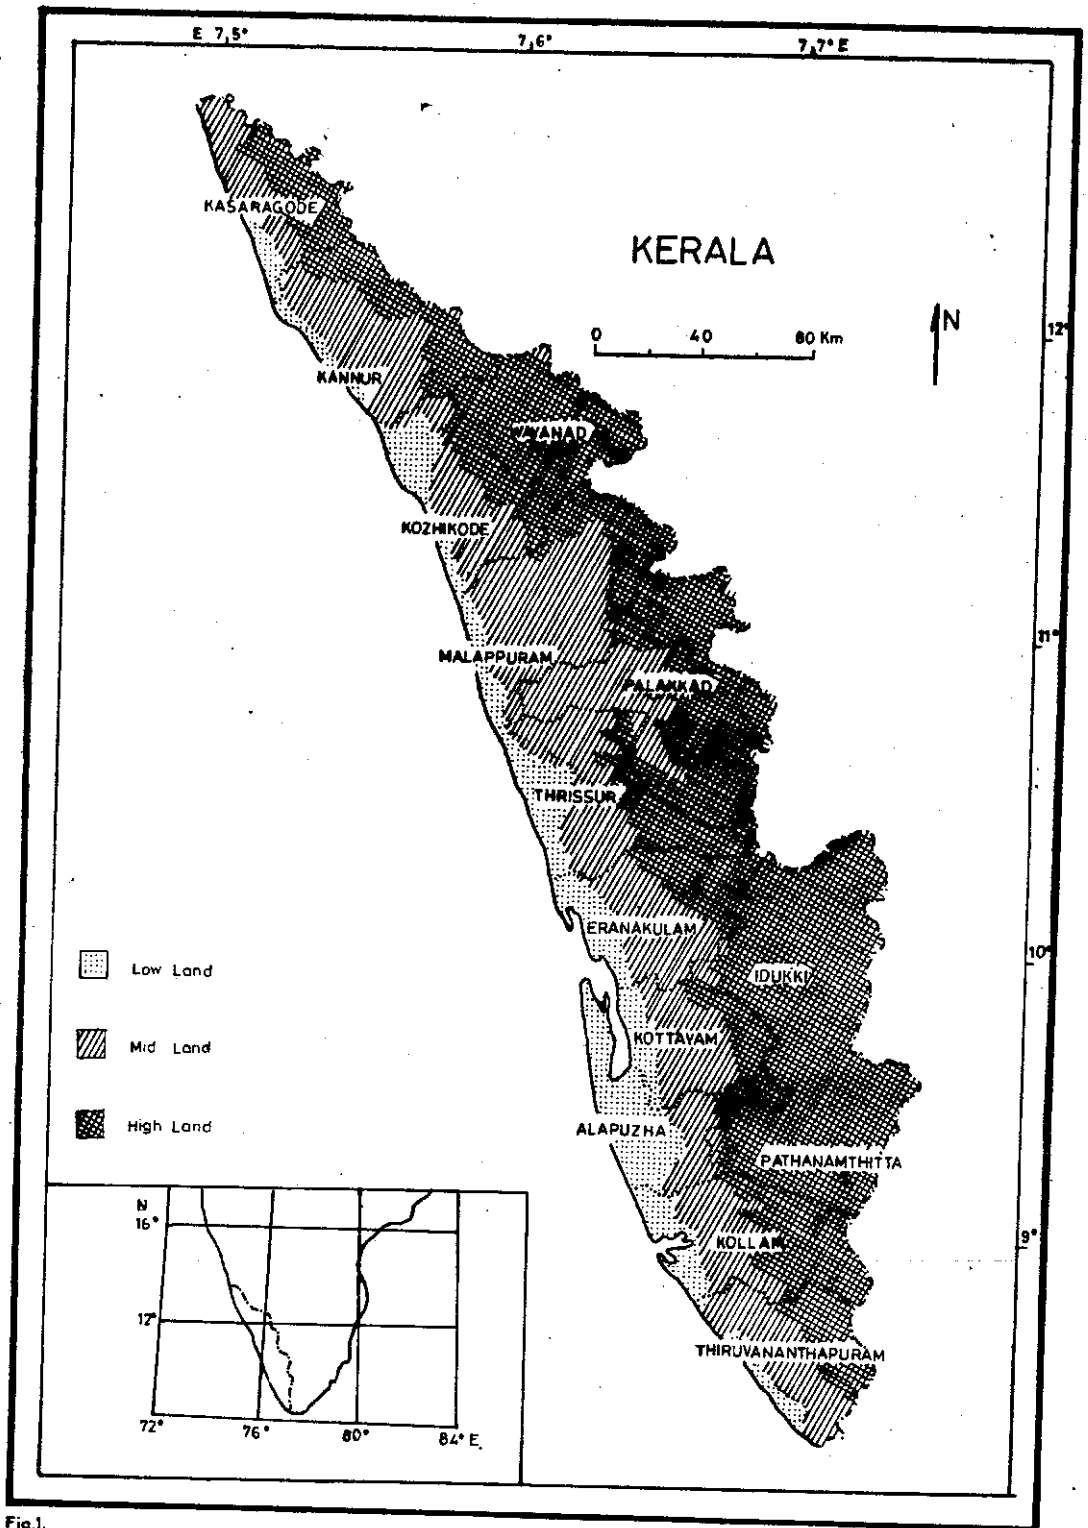 E 7,5°
7,6°
7,7° E
KASARAGODE
KERALA
N
0 40 80 Km
12°
KANNUR
WAYANAD
KOZHIKODE
11°
MALAPPURAM
PALAKKAD
THRISSUR
ERANAKULAM
10°
IDUKKI
Low Land
KOTTAYAM
Mid Land
ALAPUZHA
High Land
PATHANAMTHITTA
9°
KOLLAM
THIRUVANANTHAPURAM
N
16°
12°
72°
76°
80°
84° E.
Fig.1.